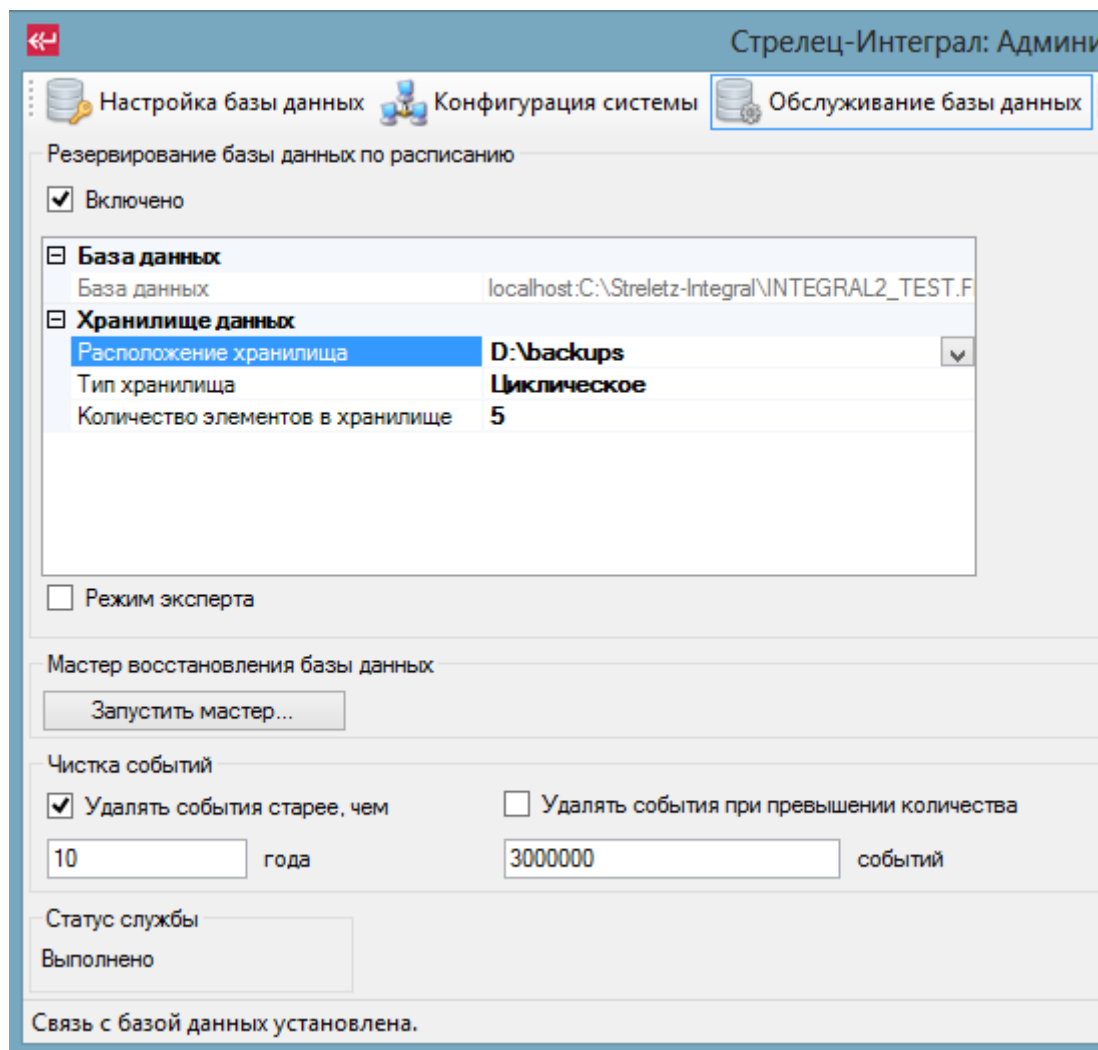 Стрелец-Интеграл: Админи
Настройка базы данных Конфигурация системы Обслуживание базы данных
Резервирование базы данных по расписанию
Включено
База данных
База данных localhost:C:\Streletz-Integral\INTEGRAL2_TEST.F
Хранилище данных
Расположение хранилища D:\backups
Тип хранилища Циклическое
Количество элементов в хранилище 5
Режим эксперта
Мастер восстановления базы данных
Запустить мастер...
Чистка событий
Удалять события старее, чем Удалять события при превышении количества
10 года 3000000 событий
Статус службы
Выполнено
Связь с базой данных установлена.